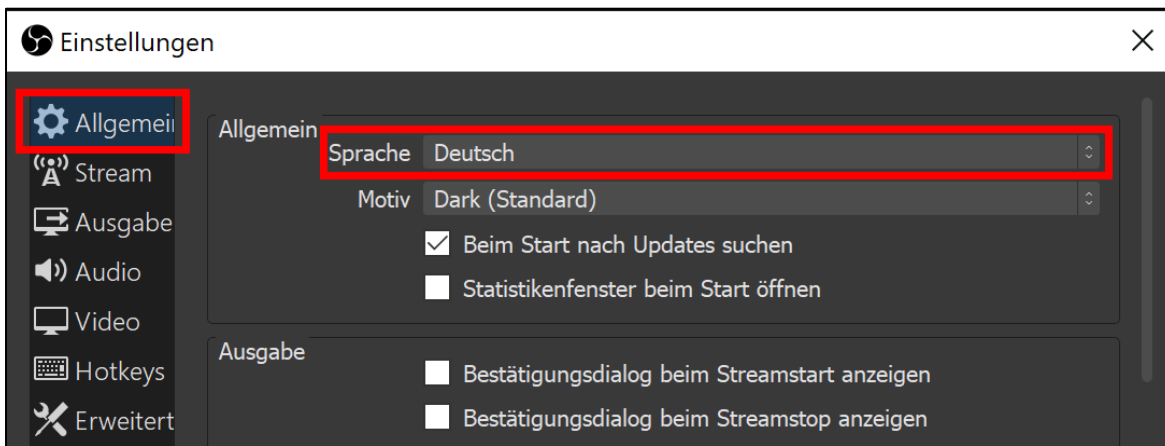 Einstellungen
Allgemein
Stream
Ausgabe
Audio
Video
Hotkeys
Erweitert
Allgemein
Sprache Deutsch
Motiv Dark (Standard)
Beim Start nach Updates suchen
Statistikenfenster beim Start öffnen
Ausgabe
Bestätigungsdialog beim Streamstart anzeigen
Bestätigungsdialog beim Streamstop anzeigen